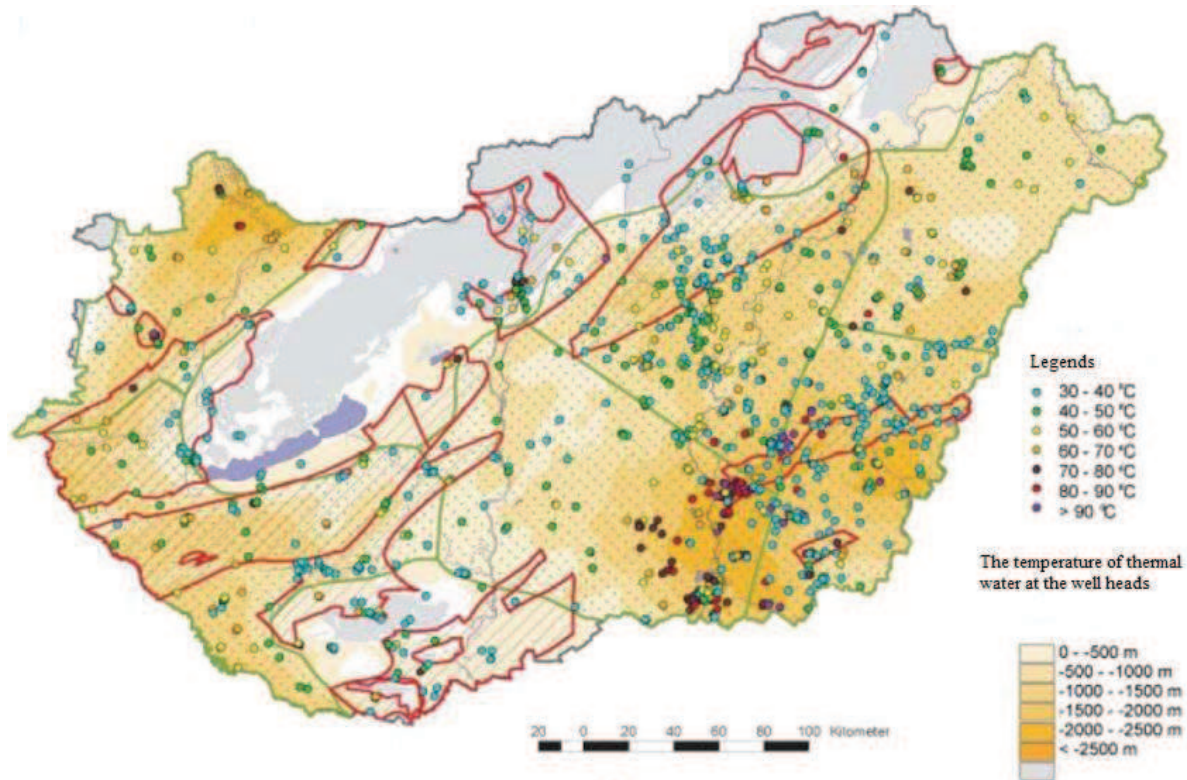 Legends
30 - 40 °C
40 - 50 °C
50 - 60 °C
60 - 70 °C
70 - 80 °C
80 - 90 °C
> 90 °C
The temperature of thermal
water at the well heads
0 - -500 m
-500 - -1000 m
-1000 - -1500 m
-1500 - -2000 m
-2000 - -2500 m
< -2500 m
20 0 20 40 60 80 100 Kilometer